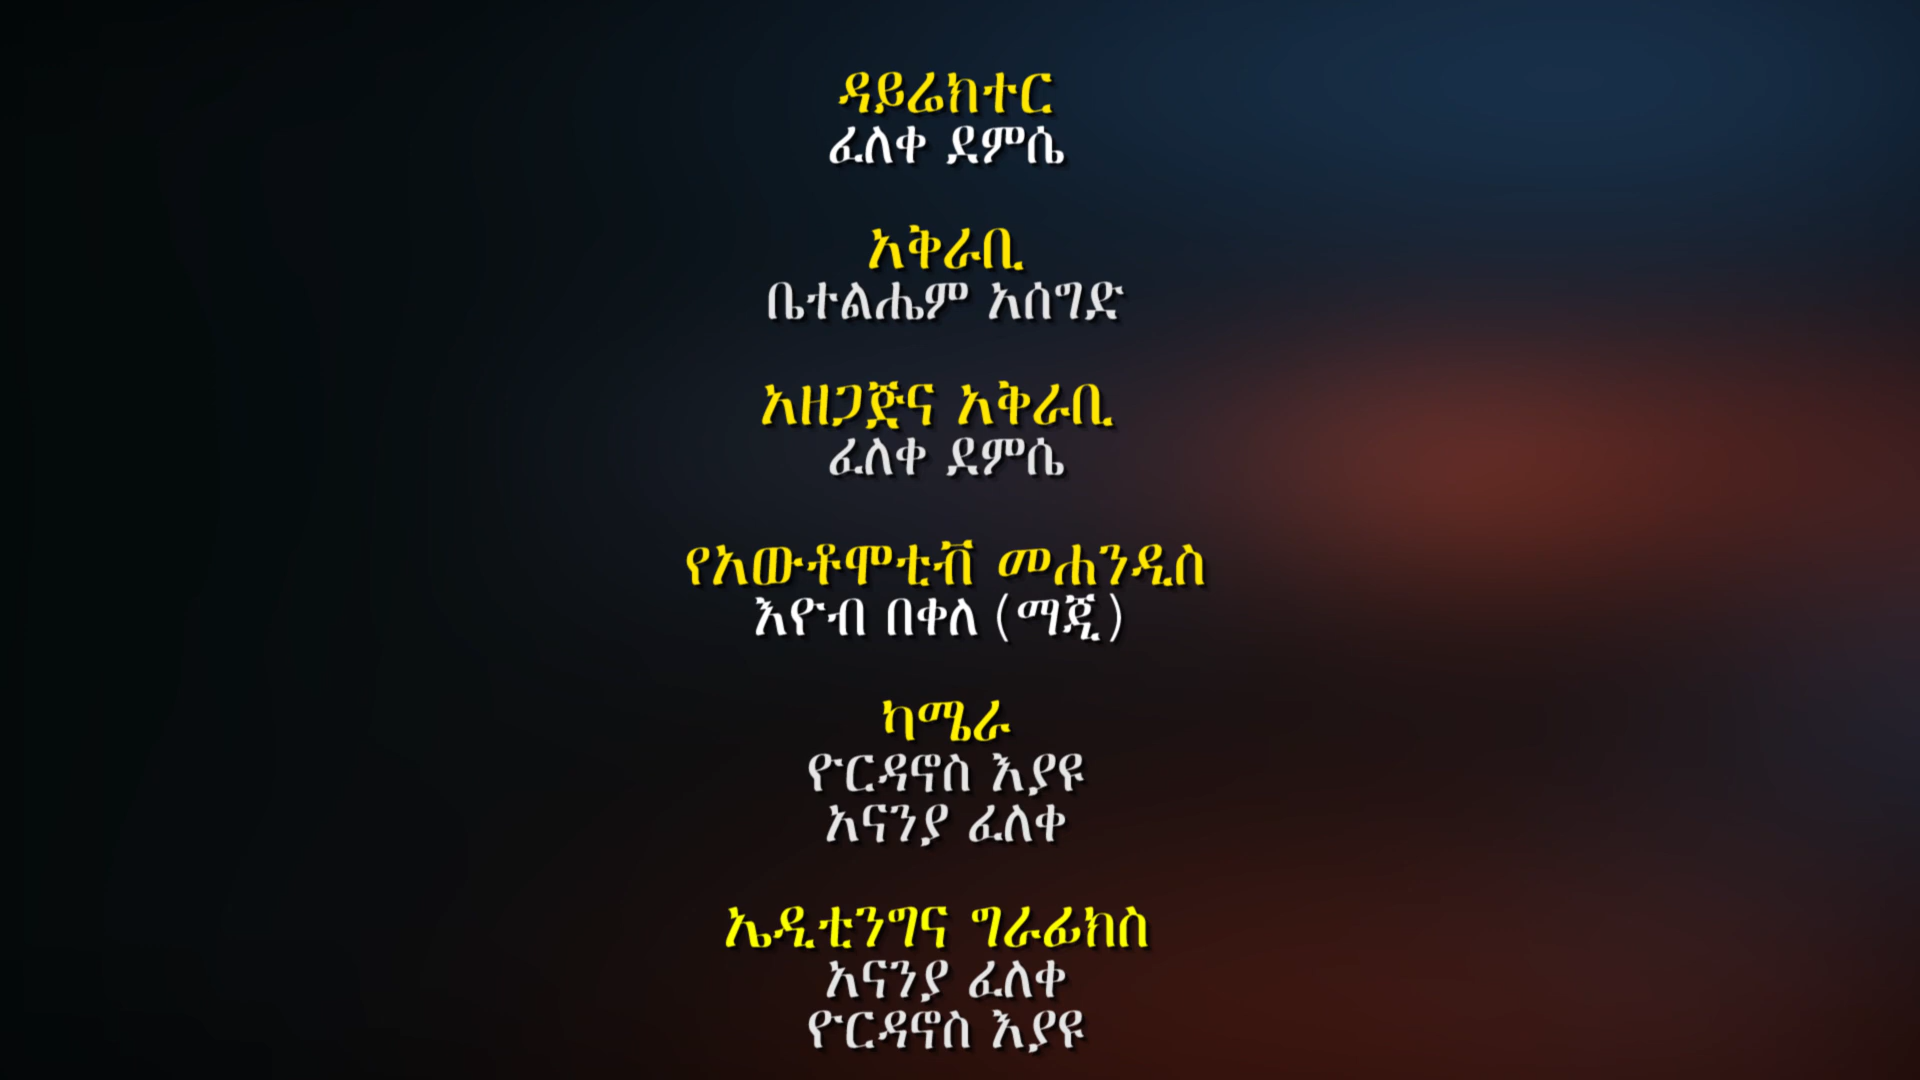 ዳይሬክተር
ፈለቀ ደምሴ
አቅራቢ
ቤተልሔም አሰግድ
አዘጋጅና አቅራቢ
ፈለቀ ደምሴ
የአውቶሞቲቭ መሐንዲስ
እዮብ በቀለ (ማጂ)
ካሜራ
ዮርዳኖስ እያዩ
አናንያ ፈለቀ
ኤዲቲንግና ግራፊክስ
አናንያ ፈለቀ
ዮርዳኖስ እያዩ